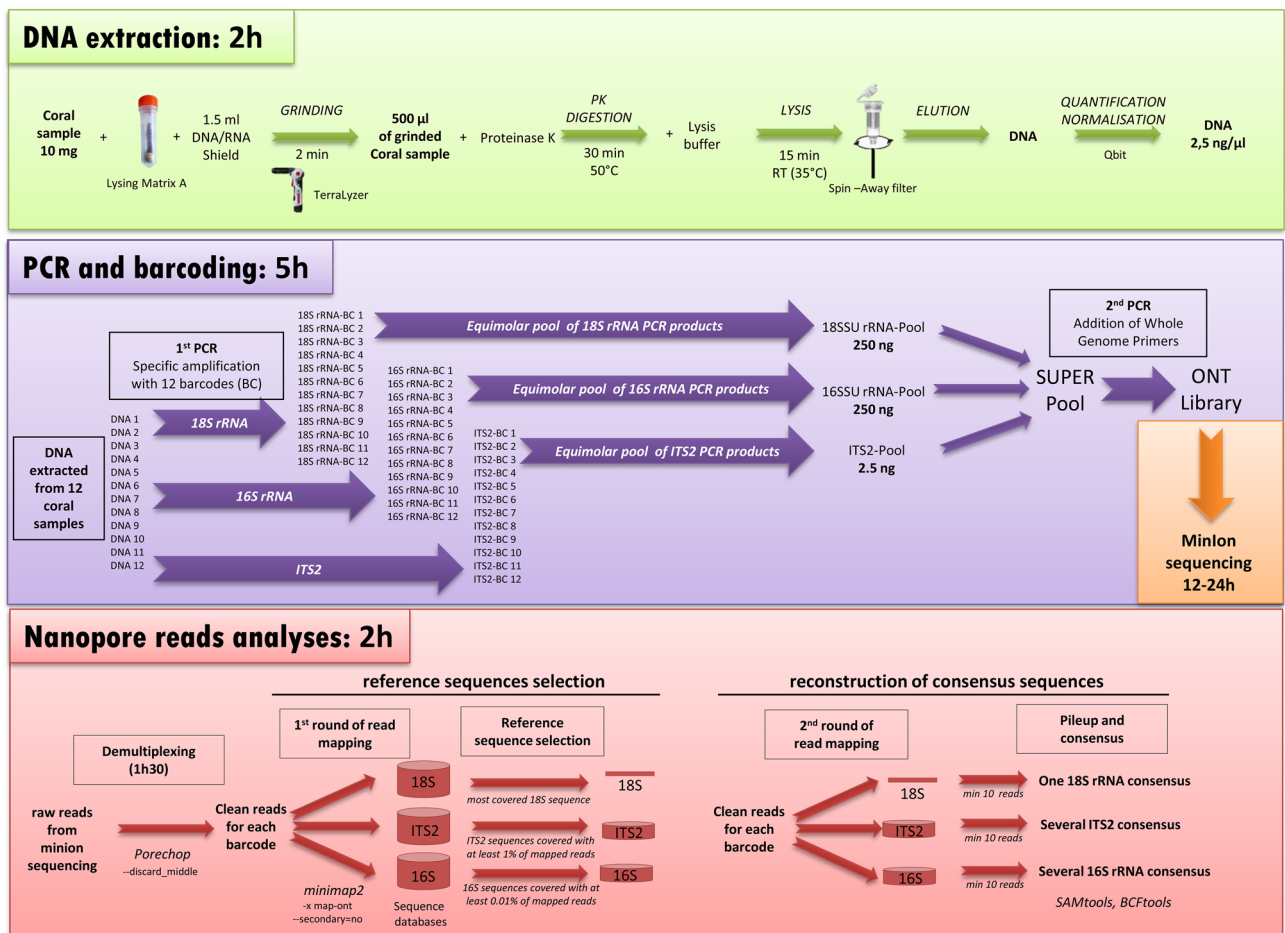 DNA extraction: 2h
Coral
sample
10 mg
+
Lysing Matrix A
+
1.5 ml
DNA/RNA
Shield
GRINDING
2 min
TerraLyzer
500 µl
of grinded
Coral sample
+
Proteinase K
PK
DIGESTION
30 min
50°C
+
Lysis
buffer
LYSIS
15 min
RT (35°C)
Spin –Away filter
ELUTION
DNA
QUANTIFICATION
NORMALISATION
Qbit
DNA
2,5 ng/µl
PCR and barcoding: 5h
DNA
extracted
from 12
coral
samples
DNA 1
DNA 2
DNA 3
DNA 4
DNA 5
DNA 6
DNA 7
DNA 8
DNA 9
DNA 10
DNA 11
DNA 12
1st PCR
Specific amplification
with 12 barcodes (BC)
18S rRNA
16S rRNA
ITS2
18S rRNA-BC 1
18S rRNA-BC 2
18S rRNA-BC 3
18S rRNA-BC 4
18S rRNA-BC 5
18S rRNA-BC 6
18S rRNA-BC 7
18S rRNA-BC 8
18S rRNA-BC 9
18S rRNA-BC 10
18S rRNA-BC 11
18S rRNA-BC 12
16S rRNA-BC 1
16S rRNA-BC 2
16S rRNA-BC 3
16S rRNA-BC 4
16S rRNA-BC 5
16S rRNA-BC 6
16S rRNA-BC 7
16S rRNA-BC 8
16S rRNA-BC 9
16S rRNA-BC 10
16S rRNA-BC 11
16S rRNA-BC 12
ITS2-BC 1
ITS2-BC 2
ITS2-BC 3
ITS2-BC 4
ITS2-BC 5
ITS2-BC 6
ITS2-BC 7
ITS2-BC 8
ITS2-BC 9
ITS2-BC 10
ITS2-BC 11
ITS2-BC 12
Equimolar pool of 18S rRNA PCR products
Equimolar pool of 16S rRNA PCR products
Equimolar pool of ITS2 PCR products
18SSU rRNA-Pool
250 ng
16SSU rRNA-Pool
250 ng
ITS2-Pool
2.5 ng
2nd PCR
Addition of Whole
Genome Primers
SUPER
Pool
ONT
Library
MinIon
sequencing
12-24h
Nanopore reads analyses: 2h
reference sequences selection
raw reads
from
minion
sequencing
Demultiplexing
(1h30)
Porechop
--discard_middle
Clean reads
for each
barcode
1st round of read
mapping
minimap2
-x map-ont
--secondary=no
18S
ITS2
16S
Sequence
databases
Reference
sequence selection
most covered 18S sequence
ITS2 sequences covered with
at least 1% of mapped reads
16S sequences covered with at
least 0.01% of mapped reads
18S
ITS2
16S
reconstruction of consensus sequences
Clean reads
for each
barcode
2nd round of
read mapping
18S
ITS2
16S
Pileup and
consensus
min 10 reads
min 10 reads
min 10 reads
One 18S rRNA consensus
Several ITS2 consensus
Several 16S rRNA consensus
SAMtools, BCFtools